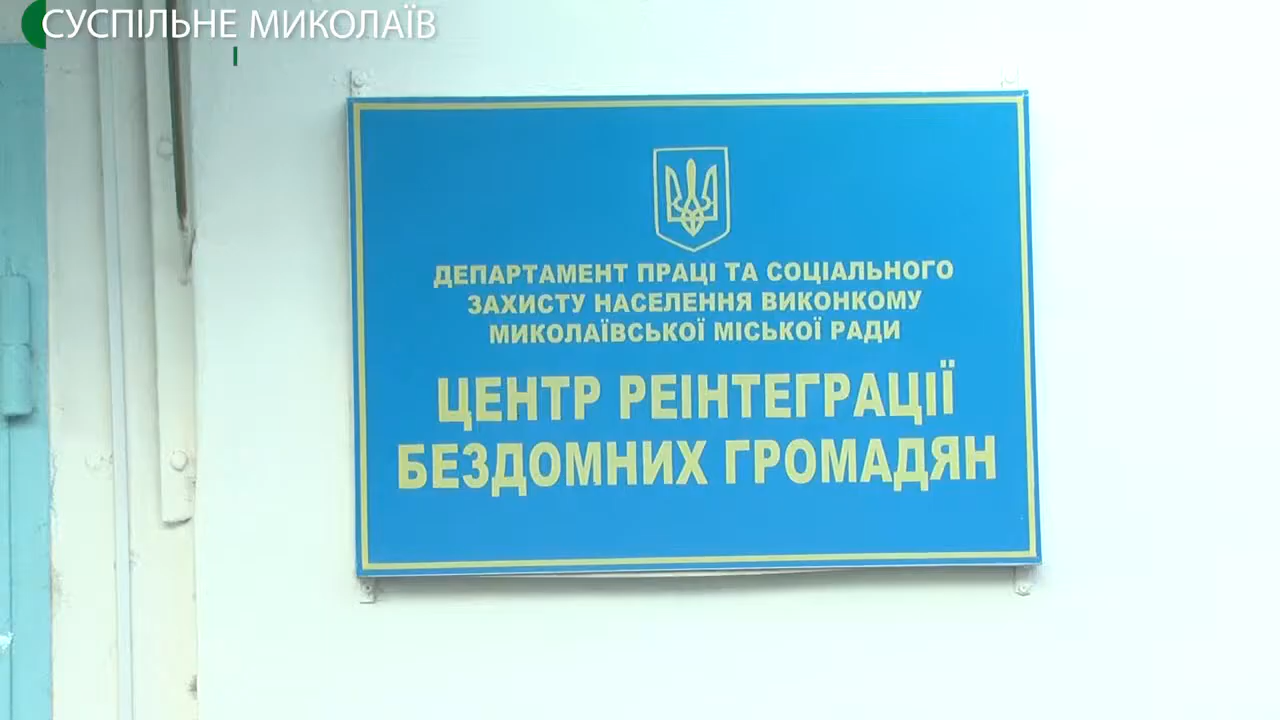 СУСПІЛЬНЕ МИКОЛАЇВ
ДЕПАРТАМЕНТ ПРАЦІ ТА СОЦІАЛЬНОГО
ЗАХИСТУ НАСЕЛЕННЯ ВИКОНКОМУ
МИКОЛАЇВСЬКОЇ МІСЬКОЇ РАДИ
ЦЕНТР РЕІНТЕГРАЦІЇ
БЕЗДОМНИХ ГРОМАДЯН